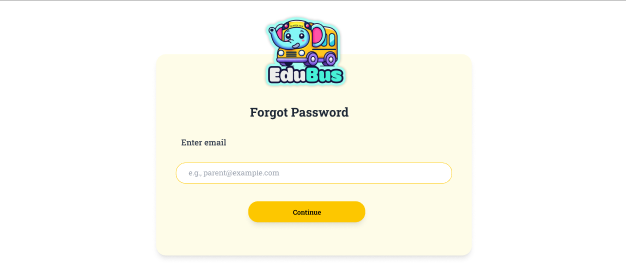 EduBus
Forgot Password
Enter email
e.g., parent@example.com
Continue